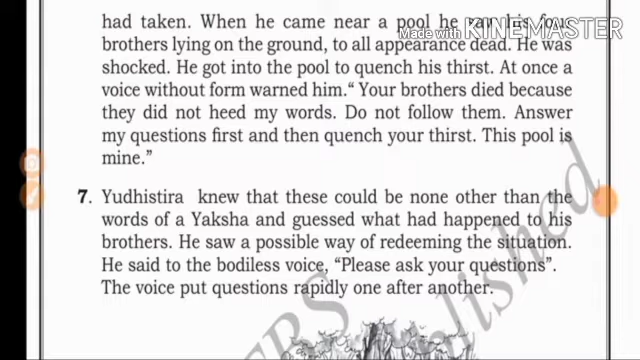 had taken. When he came near a pool he saw his four
Made with KINEMASTER
brothers lying on the ground, to all appearance dead. He was
shocked. He got into the pool to quench his thirst. At once a
voice without form warned him.“ Your brothers died because
they did not heed my words. Do not follow them. Answer
my questions first and then quench your thirst. This pool is
mine.”
7. Yudhistira knew that these could be none other than the
words of a Yaksha and guessed what had happened to his
brothers. He saw a possible way of redeeming the situation.
He said to the bodiless voice, “Please ask your questions”.
The voice put questions rapidly one after another.